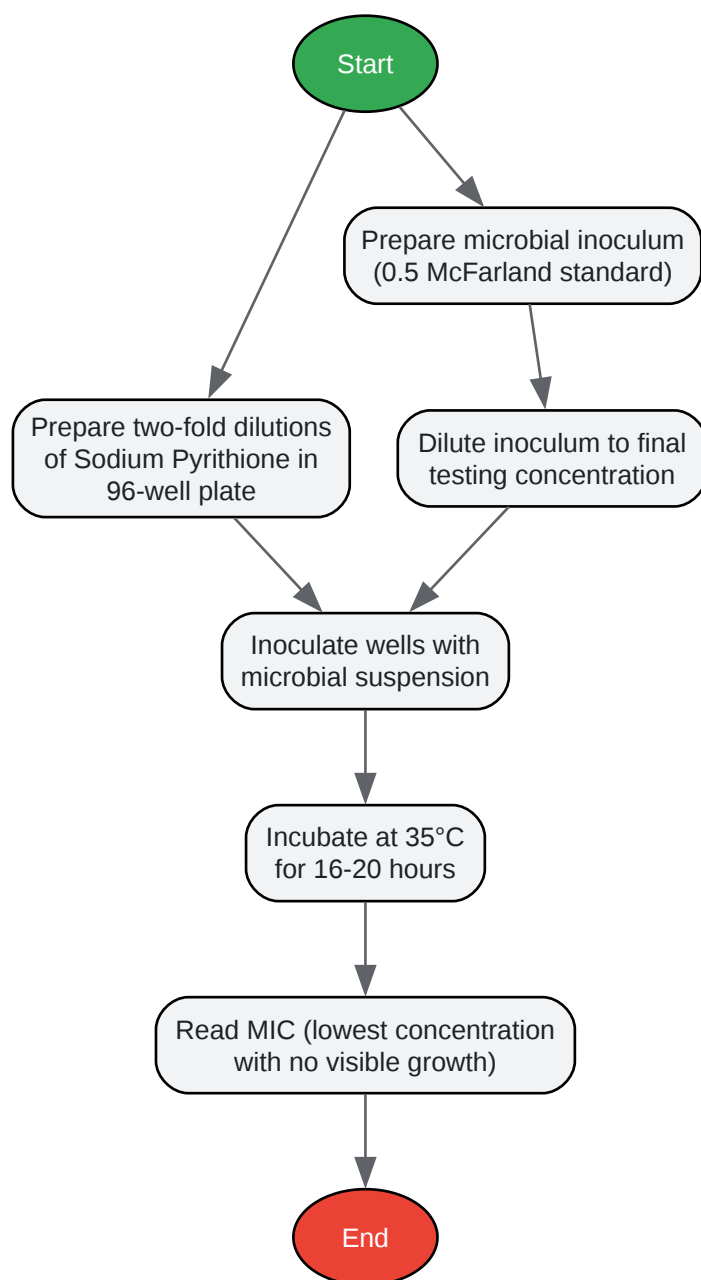 Start
Prepare microbial inoculum
(0.5 McFarland standard)
Prepare two-fold dilutions
of Sodium Pyrithione in
96-well plate
Dilute inoculum to final
testing concentration
Inoculate wells with
microbial suspension
Incubate at 35°C
for 16-20 hours
Read MIC (lowest concentration
with no visible growth)
End